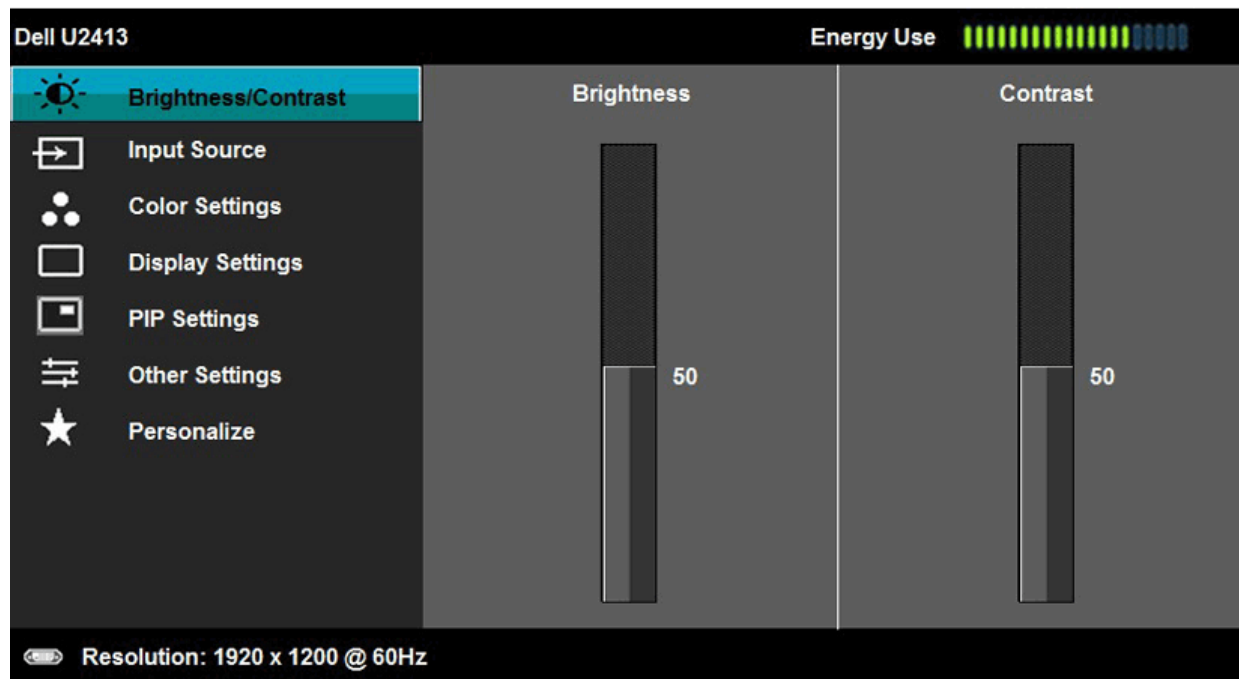 Dell U2413
Energy Use
Brightness/Contrast
Input Source
Color Settings
Display Settings
PIP Settings
Other Settings
Personalize
Brightness
50
Contrast
50
Resolution: 1920 x 1200 @ 60Hz